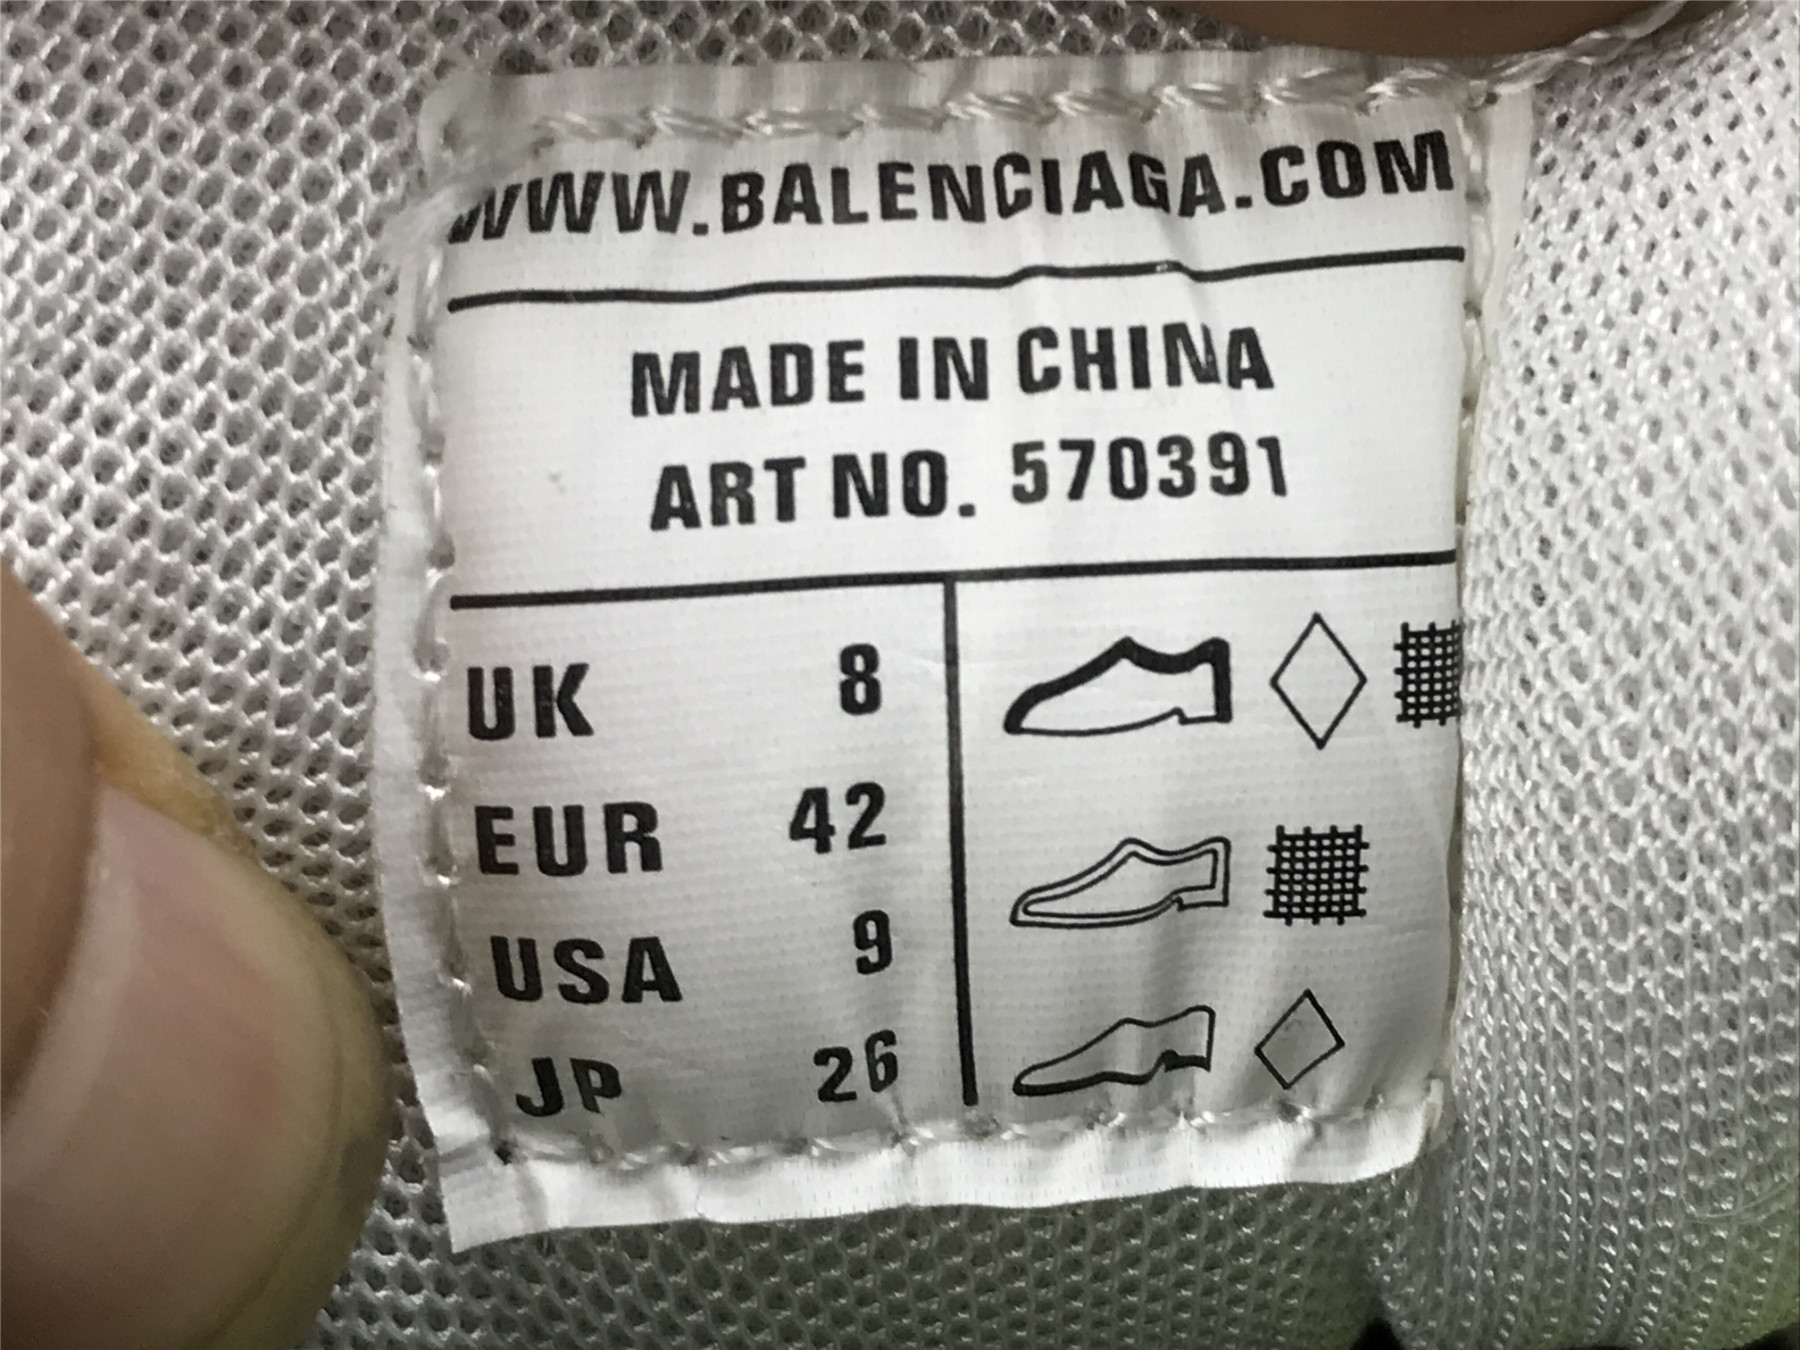 WWW.BALENCIAGA.COM
MADE IN CHINA
ART NO. 570391
UK 8
EUR 42
USA 9
JP 26